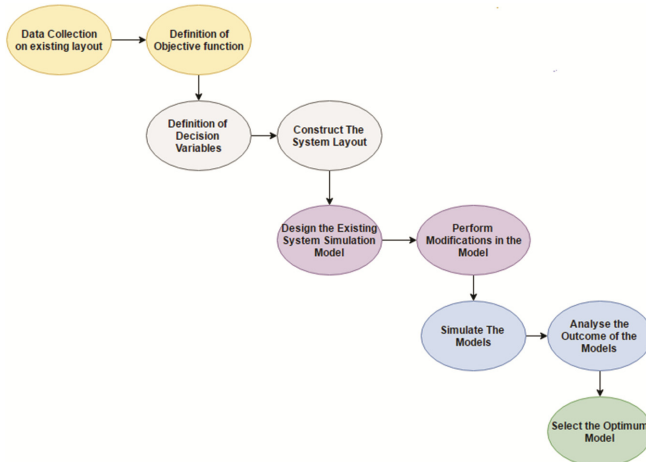 Data Collection
on existing layout
Definition of
Objective function
Definition of
Decision
Variables
Construct The
System Layout
Design the Existing
System Simulation
Model
Perform
Modifications in the
Model
Simulate The
Models
Analyse the
Outcome of the
Models
Select the Optimum
Model